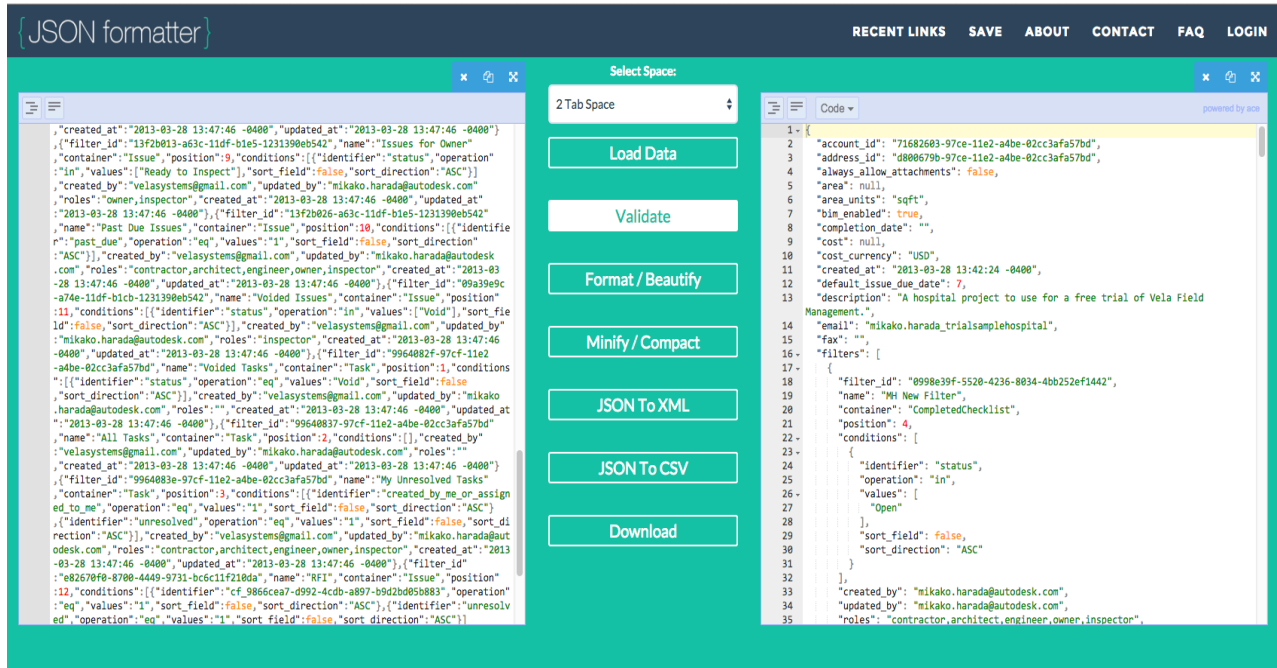 {JSON formatter}
RECENT LINKS SAVE ABOUT CONTACT FAQ LOGIN
,"created_at":"2013-03-28 13:47:46 -0400","updated_at":"2013-03-28 13:47:46 -0400"}
,{"filter_id":"13f2b013-a63c-11df-b1e5-1231390eb542","name":"Issues for Owner"
,"container":"Issue","position":9,"conditions":[{"identifier":"status","operation"
:"in","values":["Ready to Inspect"],"sort_field":false,"sort_direction":"ASC"}]
,"created_by":"velasystems@gmail.com","updated_by":"mikako.harada@autodesk.com"
,"roles":"owner,inspector","created_at":"2013-03-28 13:47:46 -0400","updated_at"
:"2013-03-28 13:47:46 -0400"},{"filter_id":"13f2b026-a63c-11df-b1e5-1231390eb542"
,"name":"Past Due Issues","container":"Issue","position":10,"conditions":[{"identifie
r":"past_due","operation":"eq","values":"1","sort_field":false,"sort_direction"
:"ASC"}],"created_by":"velasystems@gmail.com","updated_by":"mikako.harada@autodesk
.com","roles":"contractor,architect,engineer,owner,inspector","created_at":"2013-03
-28 13:47:46 -0400","updated_at":"2013-03-28 13:47:46 -0400"},{"filter_id":"09a39e9c
-a74e-11df-b1cb-1231390eb542","name":"Voided Issues","container":"Issue","position"
:11,"conditions":[{"identifier":"status","operation":"in","values":["Void"],"sort_fie
ld":false,"sort_direction":"ASC"}],"created_by":"velasystems@gmail.com","updated_by"
:"mikako.harada@autodesk.com","roles":"inspector","created_at":"2013-03-28 13:47:46
-0400","updated_at":"2013-03-28 13:47:46 -0400"},{"filter_id":"9964082f-97cf-11e2
-a4be-02cc3afa57bd","name":"Voided Tasks","container":"Task","position":1,"conditions
":[{"identifier":"status","operation":"eq","values":"Void","sort_field":false
,"sort_direction":"ASC"}],"created_by":"velasystems@gmail.com","updated_by":"mikako
.harada@autodesk.com","roles":"","created_at":"2013-03-28 13:47:46 -0400","updated_at
":"2013-03-28 13:47:46 -0400"},{"filter_id":"99640837-97cf-11e2-a4be-02cc3afa57bd"
,"name":"All Tasks","container":"Task","position":2,"conditions":[],"created_by"
:"velasystems@gmail.com","updated_by":"mikako.harada@autodesk.com","roles":""
,"created_at":"2013-03-28 13:47:46 -0400","updated_at":"2013-03-28 13:47:46 -0400"}
,{"filter_id":"9964083e-97cf-11e2-a4be-02cc3afa57bd","name":"My Unresolved Tasks"
,"container":"Task","position":3,"conditions":[{"identifier":"created_by_me_or_assign
ed_to_me","operation":"eq","values":"1","sort_field":false,"sort_direction":"ASC"}
,{"identifier":"unresolved","operation":"eq","values":"1","sort_field":false,"sort_di
rection":"ASC"}],"created_by":"velasystems@gmail.com","updated_by":"mikako.harada@aut
odesk.com","roles":"contractor,architect,engineer,owner,inspector","created_at":"2013
-03-28 13:47:46 -0400","updated_at":"2013-03-28 13:47:46 -0400"},{"filter_id"
:"e82670f0-8700-4449-9731-bc6c11f210da","name":"RFI","container":"Issue","position"
:12,"conditions":[{"identifier":"cf_9866cea7-d992-4cdb-a897-b9d2bd05b883","operation"
:"eq","values":"1","sort_field":false,"sort_direction":"ASC"},{"identifier":"unresolv
ed","operation":"eq","values":"1","sort_field":false,"sort_direction":"ASC"}]
Select Space:
2 Tab Space
Load Data
Validate
Format / Beautify
Minify / Compact
JSON To XML
JSON To CSV
Download
Code
powered by ace
1 {
2 "account_id": "71682603-97ce-11e2-a4be-02cc3afa57bd",
3 "address_id": "d800679b-97ce-11e2-a4be-02cc3afa57bd",
4 "always_allow_attachments": false,
5 "area": null,
6 "area_units": "sqft",
7 "bim_enabled": true,
8 "completion_date": "",
9 "cost": null,
10 "cost_currency": "USD",
11 "created_at": "2013-03-28 13:42:24 -0400",
12 "default_issue_due_date": 7,
13 "description": "A hospital project to use for a free trial of Vela Field
Management.",
14 "email": "mikako.harada_trialsamplehospital",
15 "fax": "",
16 "filters": [
17 {
18 "filter_id": "0998e39f-5520-4236-8034-4bb252ef1442",
19 "name": "MH New Filter",
20 "container": "CompletedChecklist",
21 "position": 4,
22 "conditions": [
23 {
24 "identifier": "status",
25 "operation": "in",
26 "values": [
27 "Open"
28 ],
29 "sort_field": false,
30 "sort_direction": "ASC"
31 }
32 ],
33 "created_by": "mikako.harada@autodesk.com",
34 "updated_by": "mikako.harada@autodesk.com",
35 "roles": "contractor,architect,engineer,owner,inspector",